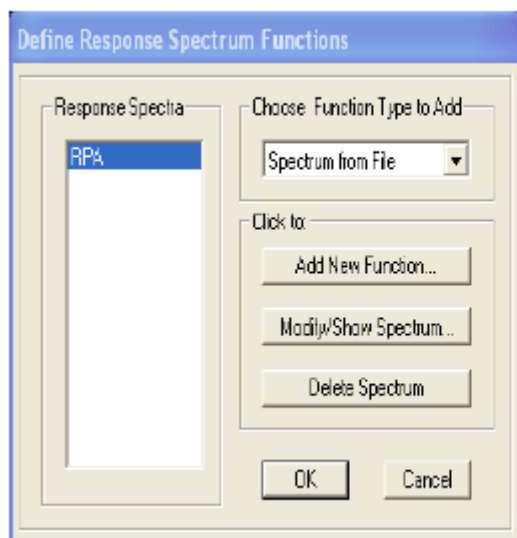 Define Response Spectrum Functions
Response Spectra
RPA
Choose Function Type to Add
Spectrum from File
Click to:
Add New Function...
Modify/Show Spectrum...
Delete Spectrum
OK
Cancel